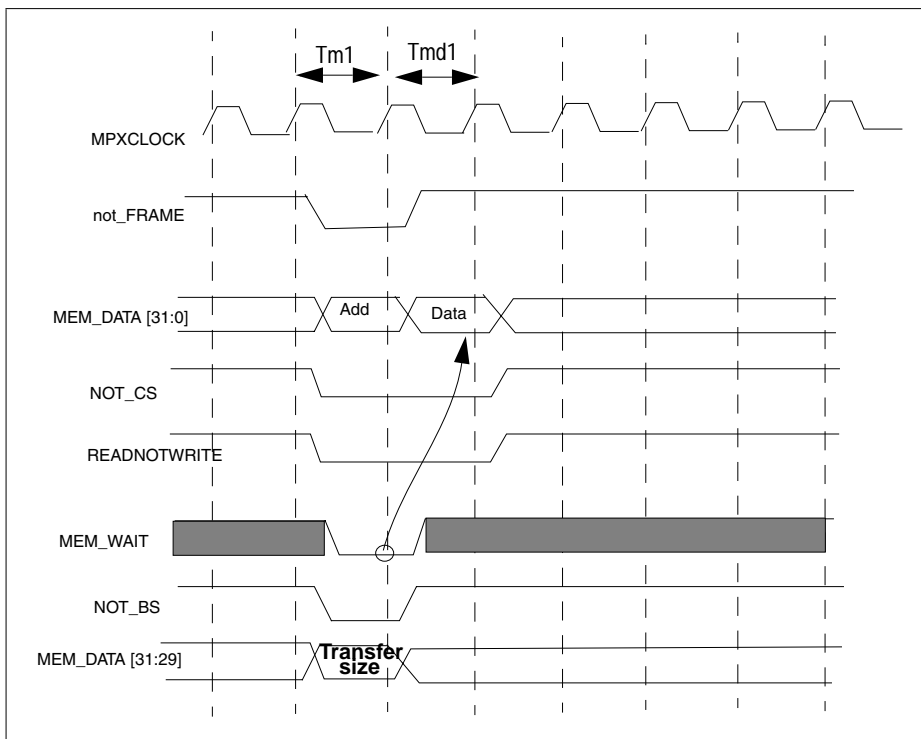 Tm1 Tmd1
MPXCLOCK
not_FRAME
MEM_DATA [31:0] Add Data
NOT_CS
READNOTWRITE
MEM_WAIT
NOT_BS
MEM_DATA [31:29] Transfer
size